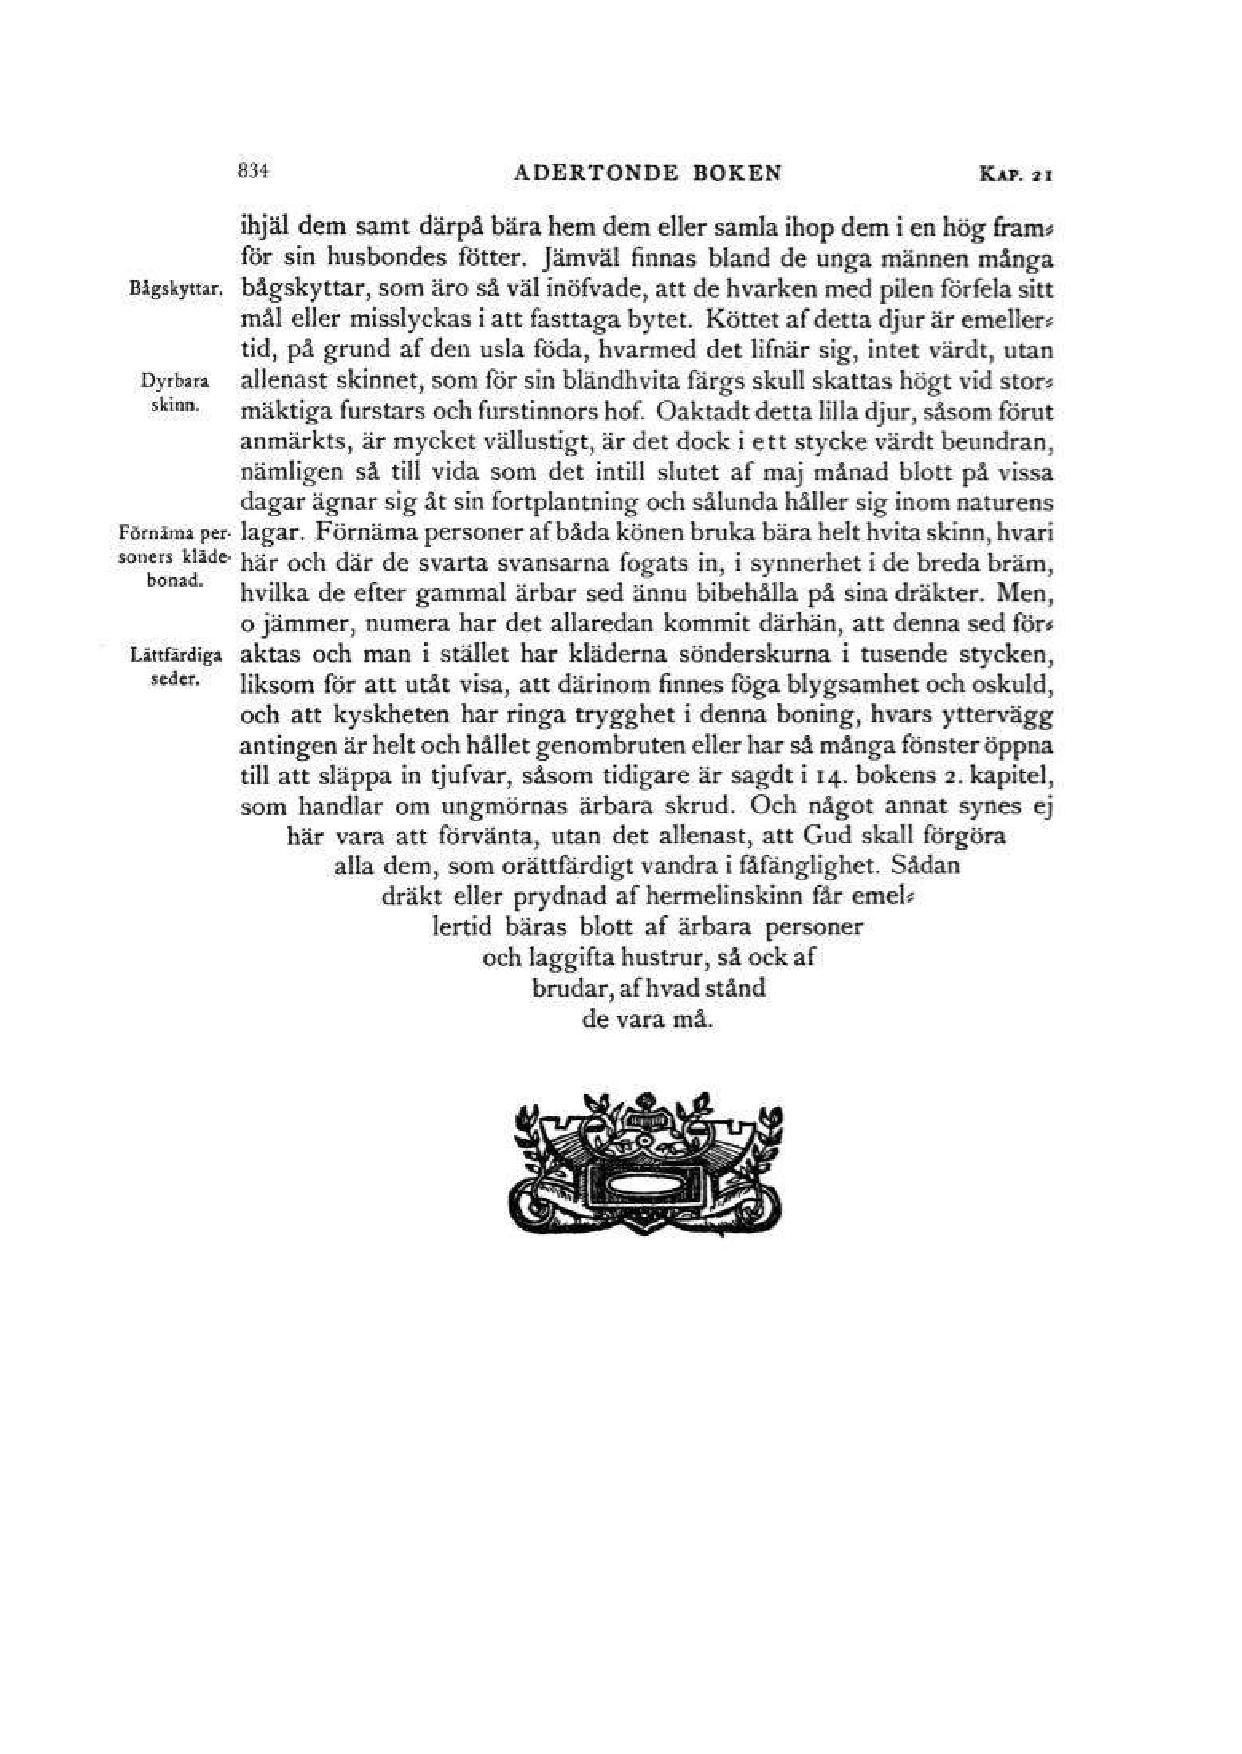 834 ADERTONDE BOKEN KAP. 21
ihjäl dem samt därpå bära hem dem eller samla ihop dem i en hög fram-
för sin husbondes fötter. Jämväl finnas bland de unga männen många
Bågskyttar. bågskyttar, som äro så väl inöfvade, att de hvarken med pilen förfela sitt
mål eller misslyckas i att fasttaga bytet. Köttet af detta djur är emeller-
tid, på grund af den usla föda, hvarmed det lifnär sig, intet värdt, utan
Dyrbara allenast skinnet, som för sin bländhvita färgs skull skattas högt vid stor-
skinn. mäktiga furstars och furstinnors hof. Oaktadt detta lilla djur, såsom förut
anmärkts, är mycket vällustigt, är det dock i ett stycke värdt beundran,
nämligen så till vida som det intill slutet af maj månad blott på vissa
dagar ägnar sig åt sin fortplantning och sålunda håller sig inom naturens
Förnäma per- lagar. Förnäma personer af båda könen bruka bära helt hvita skinn, hvari
soners kläde- här och där de svarta svansarna fogats in, i synnerhet i de breda bräm,
bonad. hvilka de efter gammal ärbar sed ännu bibehålla på sina dräkter. Men,
o jämmer, numera har det allaredan kommit därhän, att denna sed för-
Lättfärdiga aktas och man i stället har kläderna sönderskurna i tusende stycken,
seder. liksom för att utåt visa, att därinom finnes föga blygsamhet och oskuld,
och att kyskheten har ringa trygghet i denna boning, hvars yttervägg
antingen är helt och hållet genombruten eller har så många fönster öppna
till att släppa in tjufvar, såsom tidigare är sagdt i 14. bokens 2. kapitel,
som handlar om ungmörnas ärbara skrud. Och något annat synes ej
här vara att förvänta, utan det allenast, att Gud skall förgöra
alla dem, som orättfärdigt vandra i fåfänglighet. Sådan
dräkt eller prydnad af hermelinskinn får emel-
lertid bäras blott af ärbara personer
och laggifta hustrur, så ock af
brudar, af hvad stånd
de vara må.